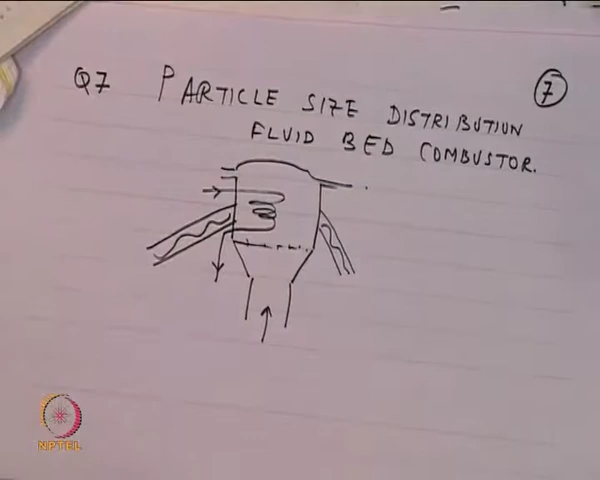 Q7 PARTICLE SIZE DISTRIBUTION
7
FLUID BED COMBUSTOR.
NPTEL